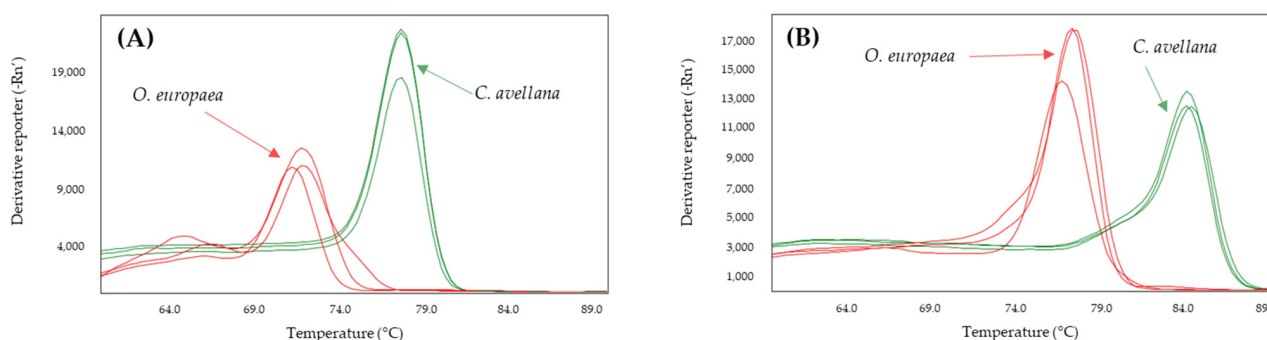 (A)
Derivative reporter (-Rn′)
19,000
14,000
9,000
4,000
O. europaea
C. avellana
64.0 69.0 74.0 79.0 84.0 89.0
Temperature (°C)
(B)
Derivative reporter (-Rn′)
17,000
15,000
13,000
11,000
9,000
7,000
5,000
3,000
1,000
O. europaea
C. avellana
64.0 69.0 74.0 79.0 84.0 89
Temperature (°C)